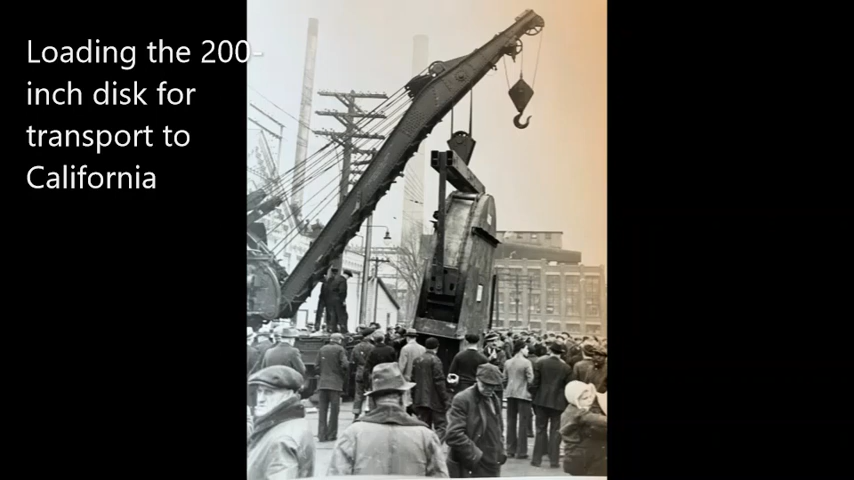 Loading the 200-
inch disk for
transport to
California